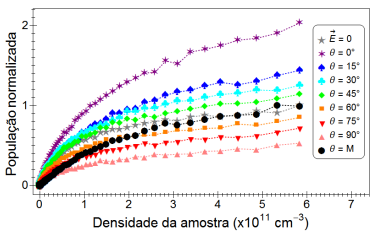 População normalizada
2
1
0
0 1 2 3 4 5 6 7
Densidade da amostra (x10¹¹ cm⁻³)
E⃗ = 0
θ = 0°
θ = 15°
θ = 30°
θ = 45°
θ = 60°
θ = 75°
θ = 90°
θ = M